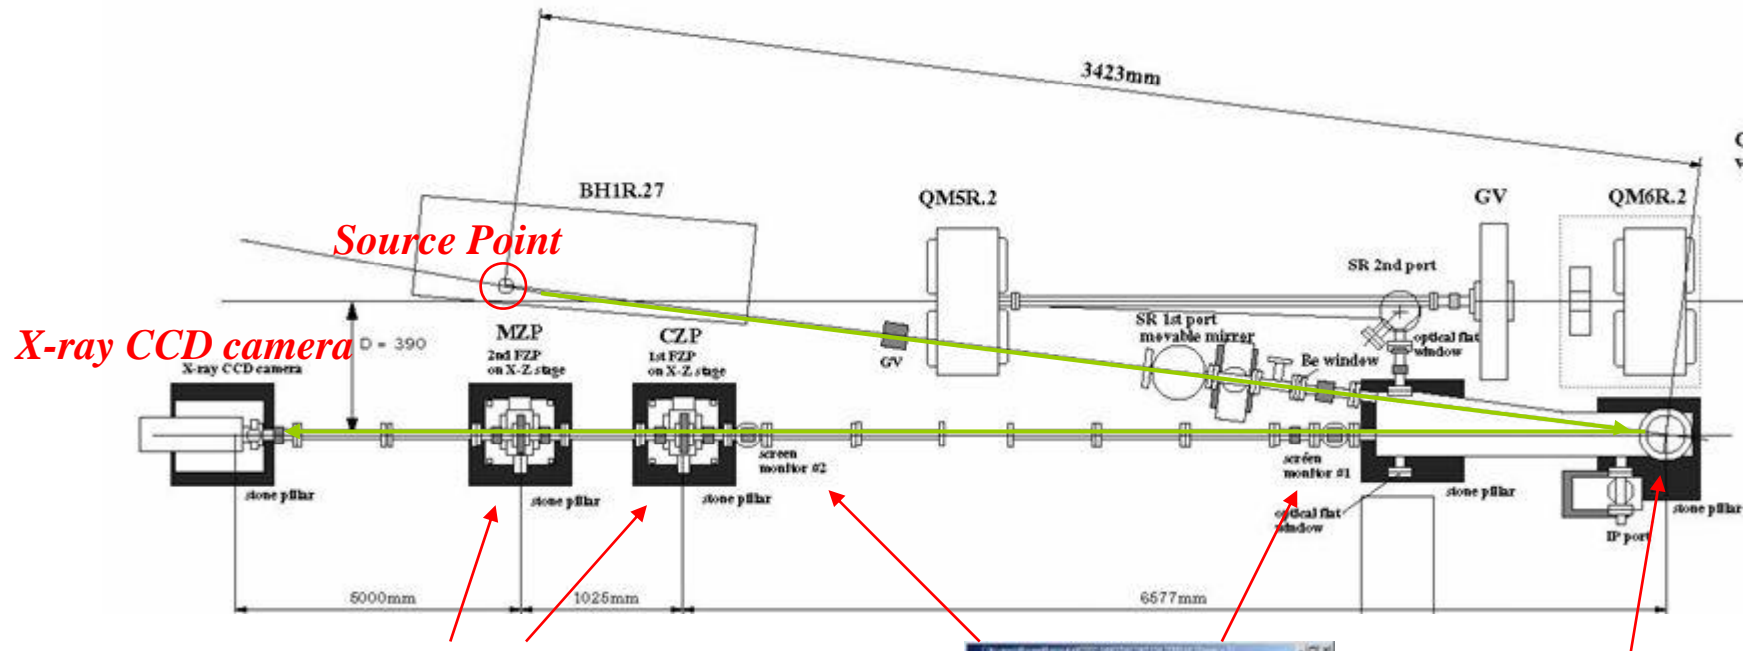 3423mm
BH1R.27
QM5R.2
GV
QM6R.2
Source Point
SR 2nd port
X-ray CCD camera
D = 390
X-ray CCD camera
MZP
2nd FZP
on X-Z stage
CZP
1st FZP
on X-Z stage
GV
SR 1st port
movable mirror
Be window
optical flat
window
screen
monitor #2
screen
monitor #1
stone pillar
stone pillar
stone pillar
stone pillar
stone pillar
optical flat
window
IP port
5000mm
1025mm
6577mm